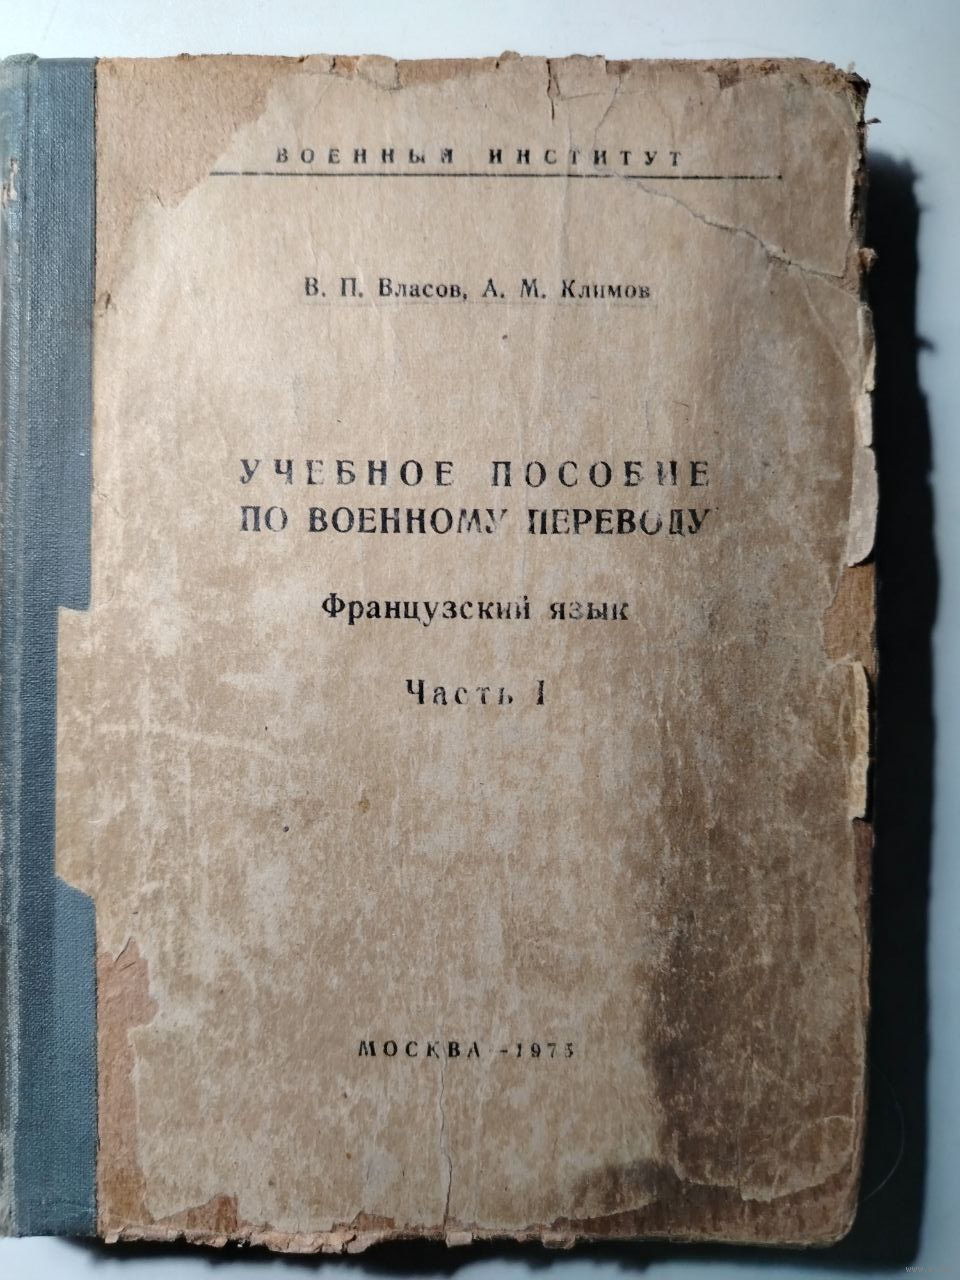 ВОЕННЫЙ ИНСТИТУТ
В. П. Власов, А. М. Климов
УЧЕБНОЕ ПОСОБИЕ
ПО ВОЕННОМУ ПЕРЕВОДУ
Французский язык
Часть I
МОСКВА - 1975